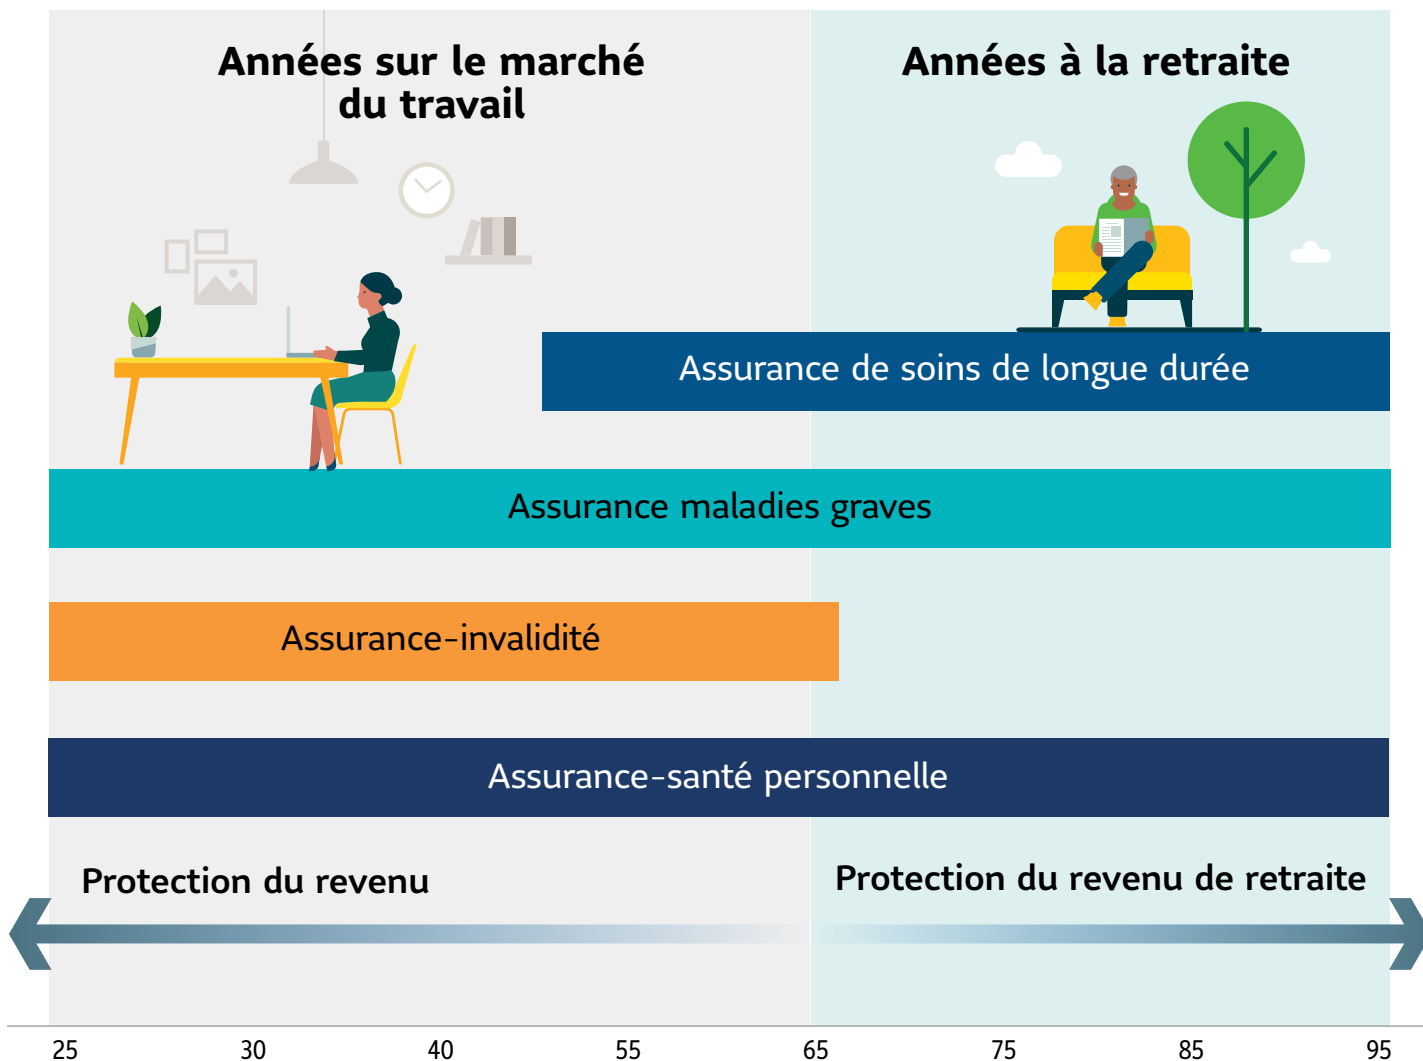 Années sur le marché
du travail
Années à la retraite
Assurance de soins de longue durée
Assurance maladies graves
Assurance-invalidité
Assurance-santé personnelle
Protection du revenu
Protection du revenu de retraite
25 30 40 55 65 75 85 95